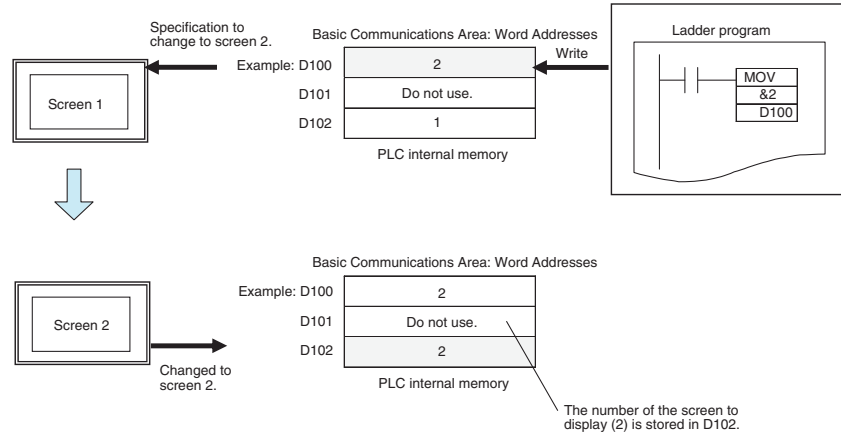 Specification to
change to screen 2.
Basic Communications Area: Word Addresses
Ladder program
Write
Example: D100
2
MOV
&2
D100
Screen 1
D101
Do not use.
D102
1
PLC internal memory
Basic Communications Area: Word Addresses
Example: D100
2
Screen 2
D101
Do not use.
D102
2
Changed to
screen 2.
PLC internal memory
The number of the screen to
display (2) is stored in D102.